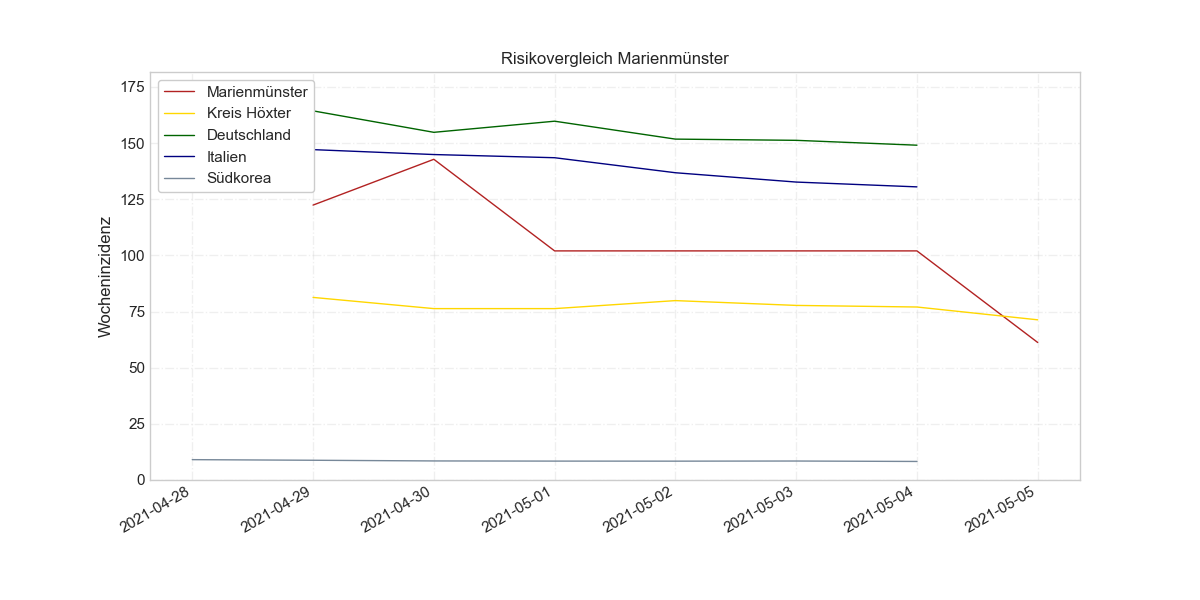 Risikovergleich Marienmünster
Marienmünster
Kreis Höxter
Deutschland
Italien
Südkorea
Wocheninzidenz
175
150
125
100
75
50
25
0
2021-04-28
2021-04-29
2021-04-30
2021-05-01
2021-05-02
2021-05-03
2021-05-04
2021-05-05